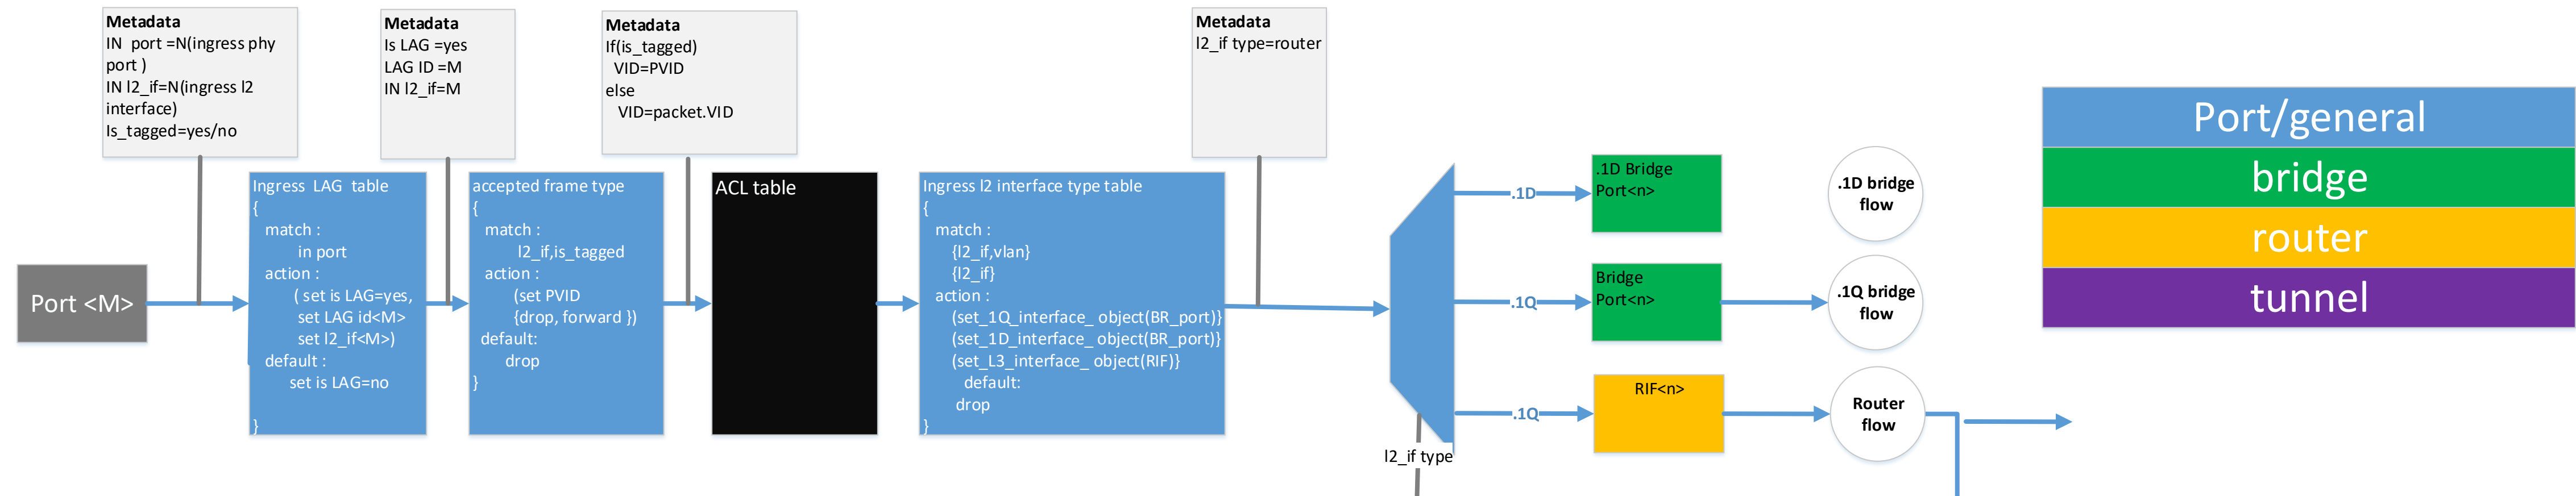 Metadata
IN  port =N(ingress phy
port )
IN l2_if=N(ingress l2
interface)
Is_tagged=yes/no
Metadata
Is LAG =yes
LAG ID =M
IN l2_if=M
Metadata
If(is_tagged)
VID=PVID
else
VID=packet.VID
Metadata
l2_if type=router
Port <M>
Ingress  LAG  table
{
match :
in port
action :
( set is LAG=yes,
set LAG id<M>
set l2_if<M>)
default :
set is LAG=no
}
accepted frame type
{
match :
l2_if,is_tagged
action :
(set PVID
{drop, forward })
default:
drop
}
ACL table
Ingress l2 interface type table
{
match :
{l2_if,vlan}
{l2_if}
action :
(set_1Q_interface_ object(BR_port)}
(set_1D_interface_ object(BR_port)}
(set_L3_interface_ object(RIF)}
default:
drop
}
l2_if type
.1D
.1D Bridge
Port<n>
.1D bridge
flow
.1Q
Bridge
Port<n>
.1Q bridge
flow
.1Q
RIF<n>
Router
flow
Port/general
bridge
router
tunnel